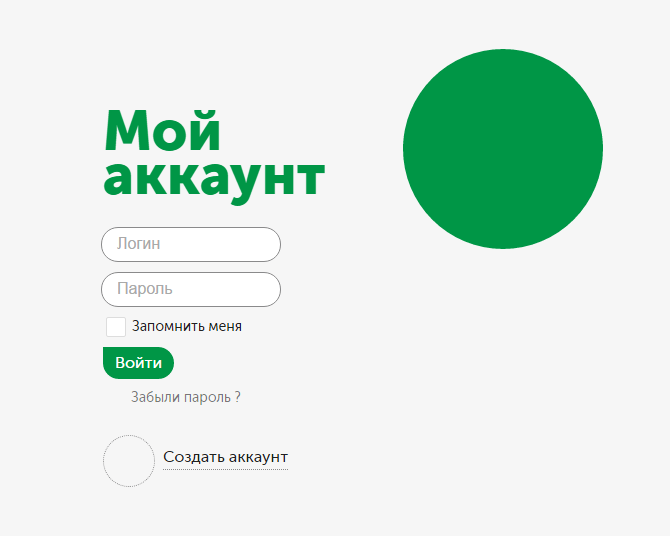 Мой
аккаунт
Логин
Пароль
Запомнить меня
Войти
Забыли пароль ?
Создать аккаунт